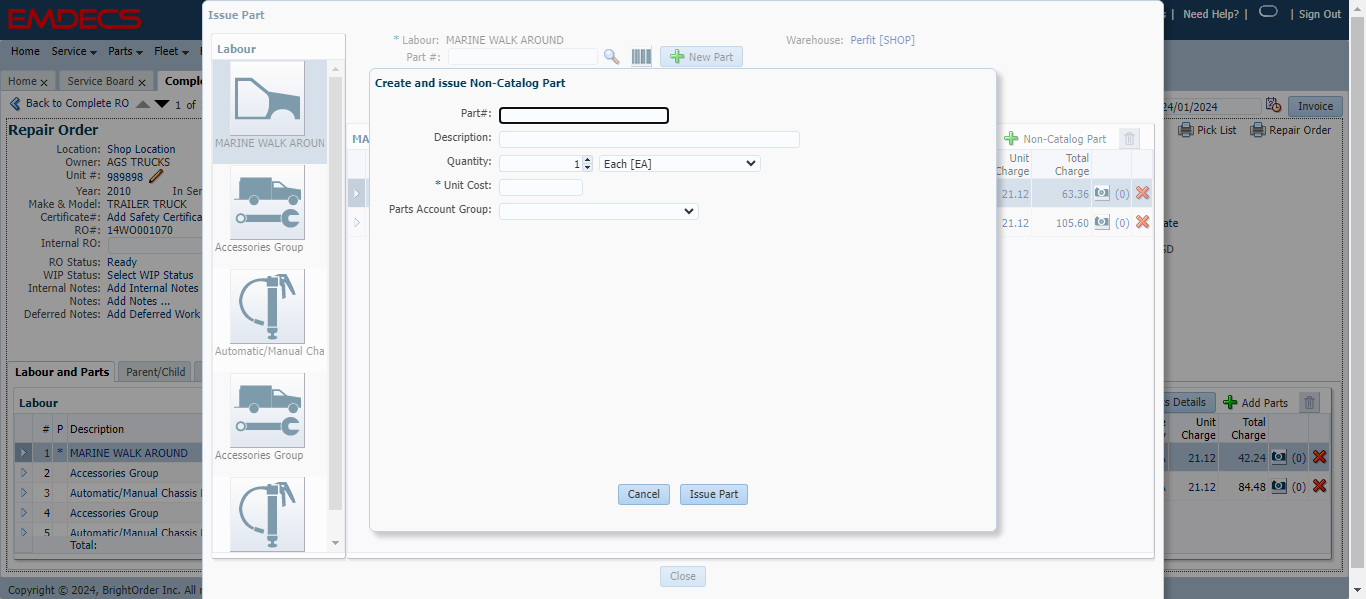 EMDECS
Need Help? | | Sign Out
Home Service Parts Fleet
Home x Service Board x Comple
Back to Complete RO 1 of
24/01/2024 Invoice
Repair Order
Pick List Repair Order
Location: Shop Location
Owner: AGS TRUCKS
Unit #: 989898
Year: 2010 In Ser
Make & Model: TRAILER TRUCK
Certificate#: Add Safety Certifica
RO#: 14WO001070
Internal RO:
RO Status: Ready
WIP Status: Select WIP Status
Internal Notes: Add Internal Notes
Notes: Add Notes ...
Deferred Notes: Add Deferred Work
Labour and Parts Parent/Child
Labour
# P Description
1 * MARINE WALK AROUND
2 Accessories Group
3 Automatic/Manual Chassis
4 Accessories Group
5 Automatic/Manual Chassis
Total:
Copyright © 2024, BrightOrder Inc. All
Issue Part
Labour
MARINE WALK AROUN
Accessories Group
Automatic/Manual Cha
Accessories Group
* Labour: MARINE WALK AROUND
Warehouse: Perfit [SHOP]
Part #: New Part
MA
Non-Catalog Part
Unit Charge Total Charge
21.12 63.36 (0)
21.12 105.60 (0)
Create and issue Non-Catalog Part
Part#:
Description:
Quantity: 1 Each [EA]
* Unit Cost:
Parts Account Group:
Cancel Issue Part
Close
ate
SD
s Details Add Parts
Unit Charge Total Charge
21.12 42.24 (0)
21.12 84.48 (0)